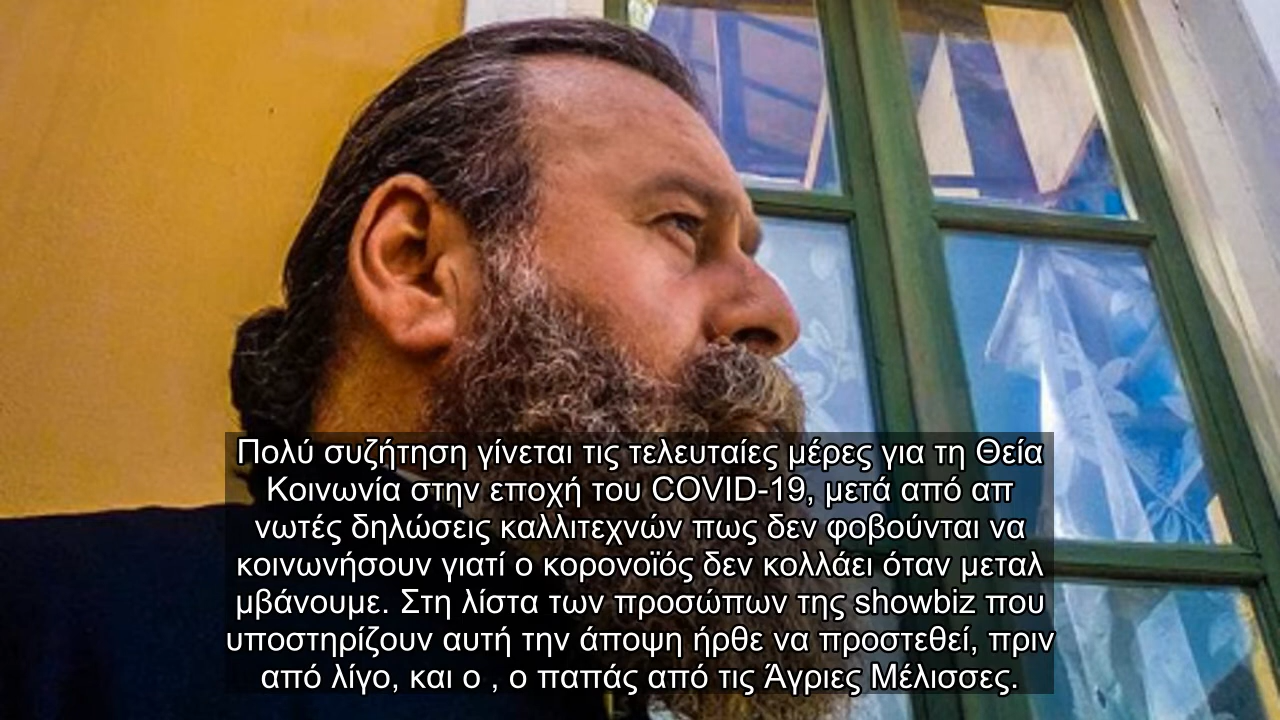 Πολύ συζήτηση γίνεται τις τελευταίες μέρες για τη Θεία
Κοινωνία στην εποχή του COVID-19, μετά από απ
νωτές δηλώσεις καλλιτεχνών πως δεν φοβούνται να
κοινωνήσουν γιατί ο κορονοϊός δεν κολλάει όταν μεταλ
μβάνουμε. Στη λίστα των προσώπων της showbiz που
υποστηρίζουν αυτή την άποψη ήρθε να προστεθεί, πριν
από λίγο, και ο , ο παπάς από τις Άγριες Μέλισσες.